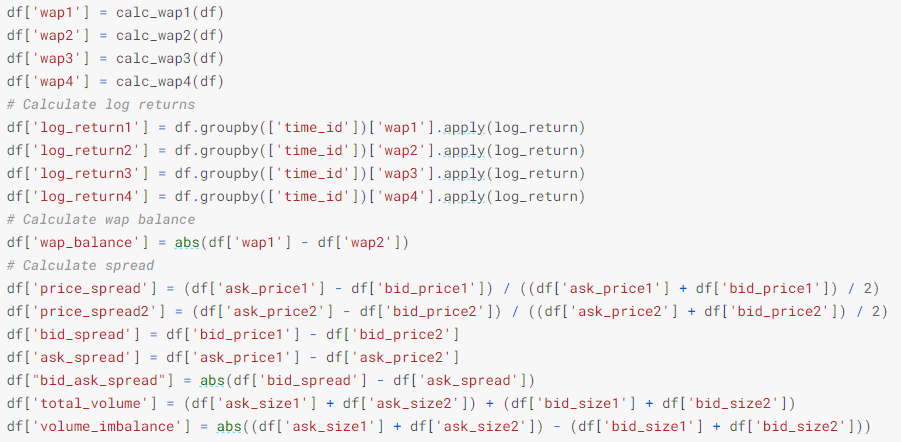 df['wap1'] = calc_wap1(df)
df['wap2'] = calc_wap2(df)
df['wap3'] = calc_wap3(df)
df['wap4'] = calc_wap4(df)
# Calculate log returns
df['log_return1'] = df.groupby(['time_id'])['wap1'].apply(log_return)
df['log_return2'] = df.groupby(['time_id'])['wap2'].apply(log_return)
df['log_return3'] = df.groupby(['time_id'])['wap3'].apply(log_return)
df['log_return4'] = df.groupby(['time_id'])['wap4'].apply(log_return)
# Calculate wap balance
df['wap_balance'] = abs(df['wap1'] - df['wap2'])
# Calculate spread
df['price_spread'] = (df['ask_price1'] - df['bid_price1']) / ((df['ask_price1'] + df['bid_price1']) / 2)
df['price_spread2'] = (df['ask_price2'] - df['bid_price2']) / ((df['ask_price2'] + df['bid_price2']) / 2)
df['bid_spread'] = df['bid_price1'] - df['bid_price2']
df['ask_spread'] = df['ask_price1'] - df['ask_price2']
df["bid_ask_spread"] = abs(df['bid_spread'] - df['ask_spread'])
df['total_volume'] = (df['ask_size1'] + df['ask_size2']) + (df['bid_size1'] + df['bid_size2'])
df['volume_imbalance'] = abs((df['ask_size1'] + df['ask_size2']) - (df['bid_size1'] + df['bid_size2']))